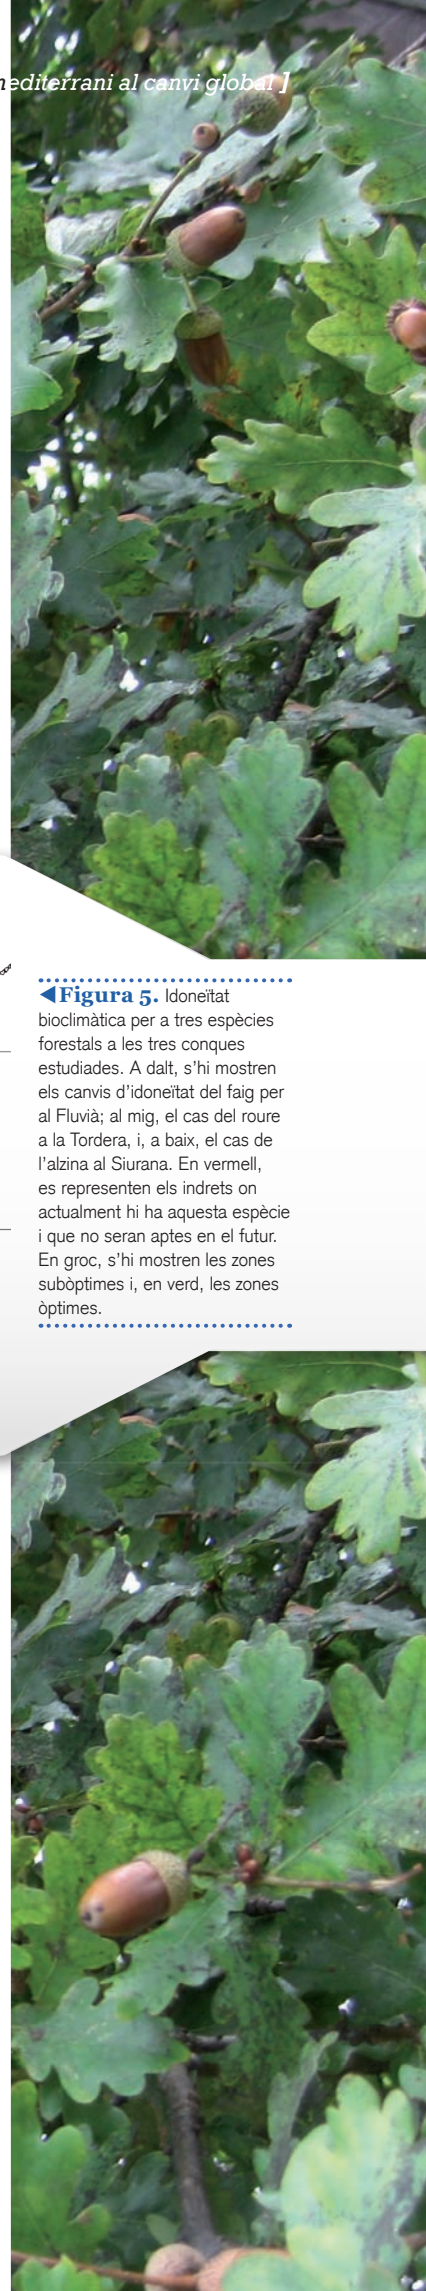 editerrani al canvi global ]
◀Figura 5. Idoneïtat
bioclimàtica per a tres espècies
forestals a les tres conques
estudiades. A dalt, s’hi mostren
els canvis d’idoneïtat del faig per
al Fluvià; al mig, el cas del roure
a la Tordera, i, a baix, el cas de
l’alzina al Siurana. En vermell,
es representen els indrets on
actualment hi ha aquesta espècie
i que no seran aptes en el futur.
En groc, s’hi mostren les zones
subòptimes i, en verd, les zones
òptimes.